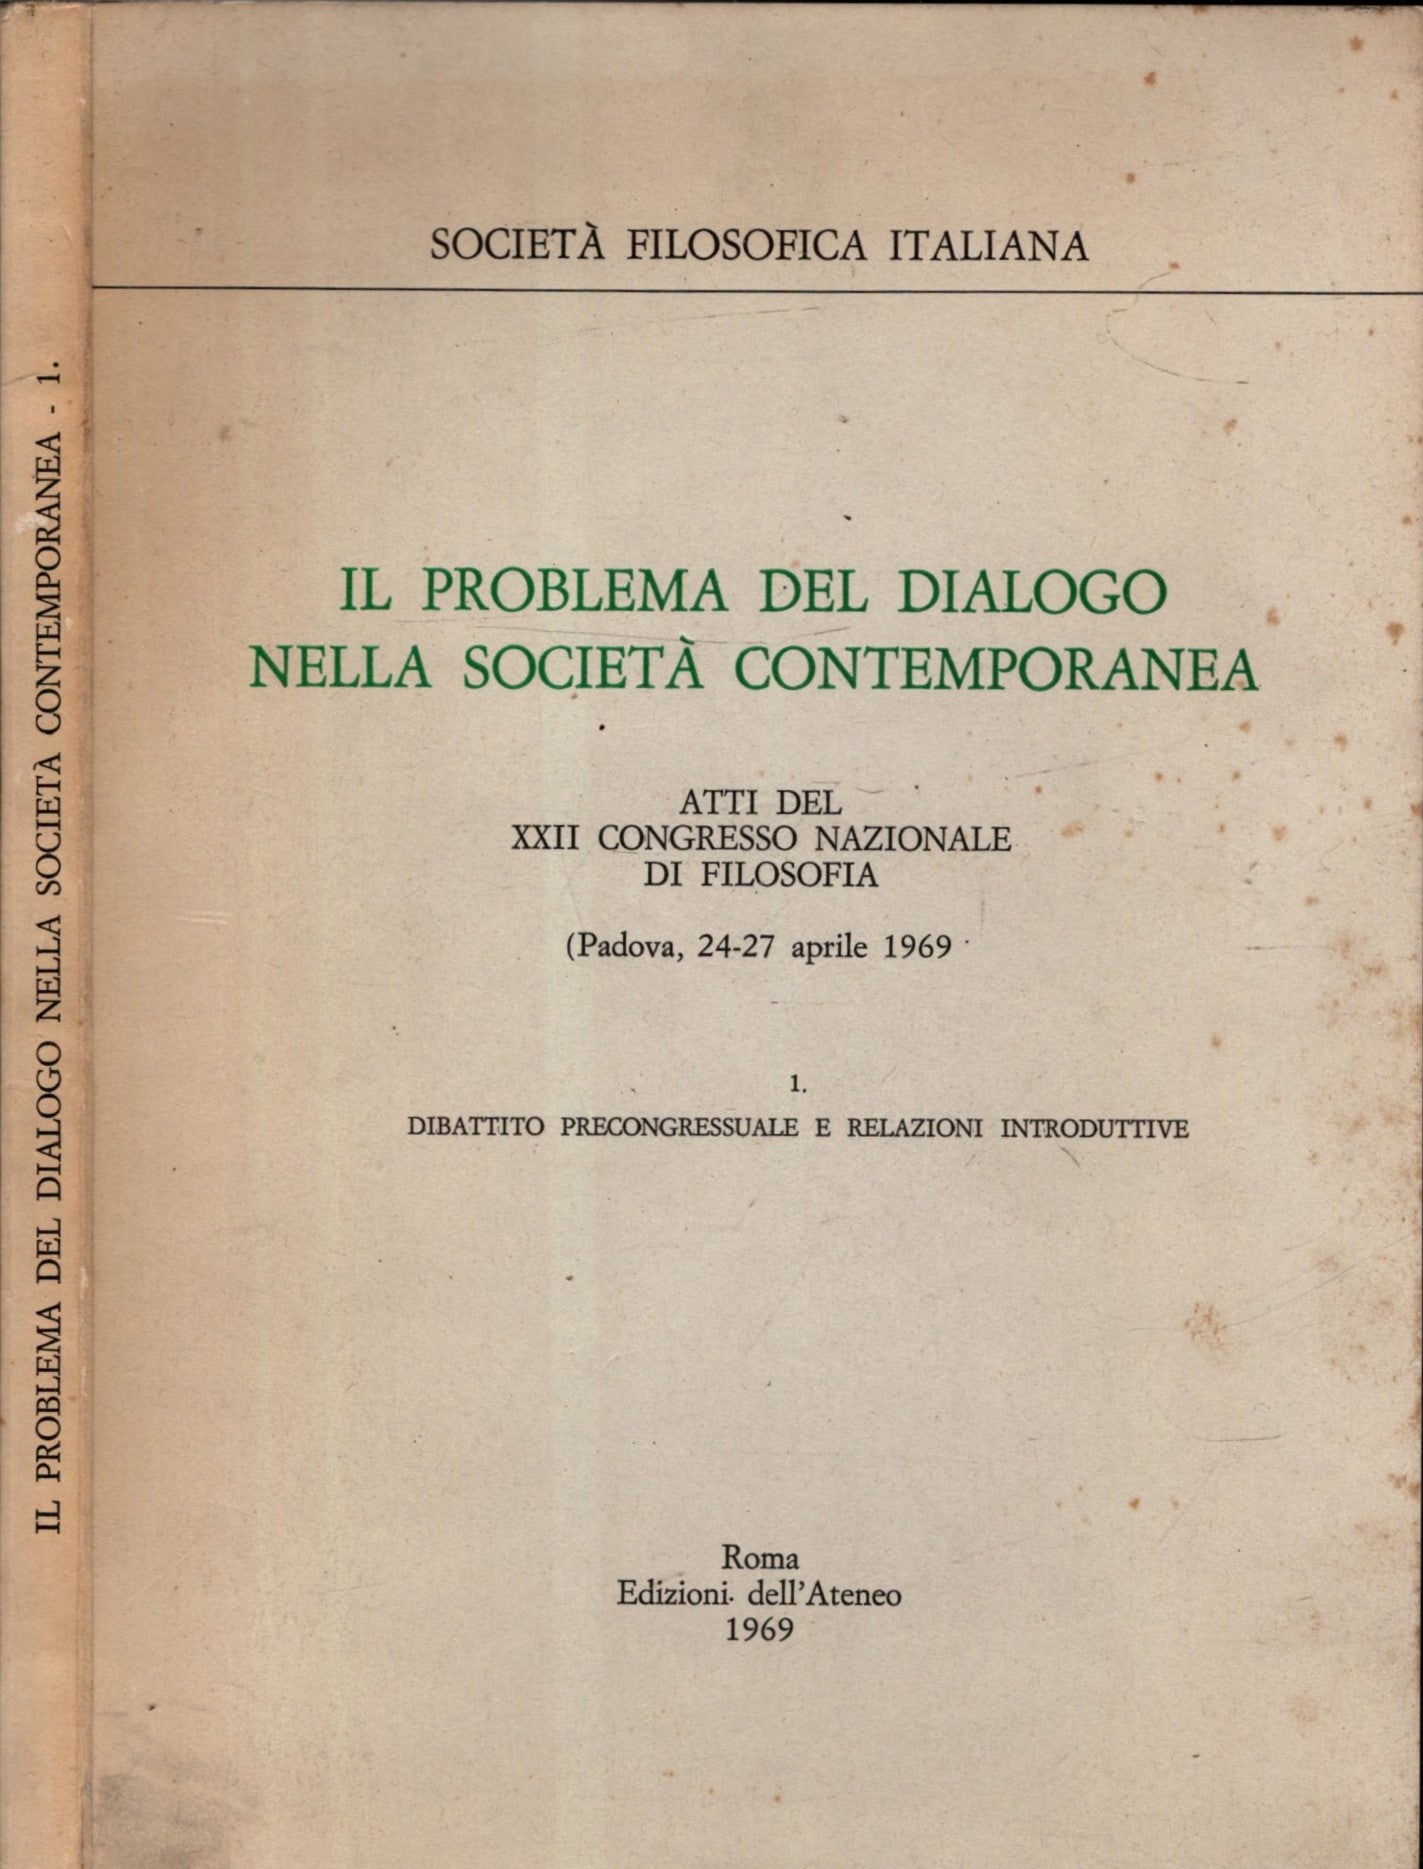 IL PROBLEMA DEL DIALOGO NELLA SOCIETÀ CONTEMPORANEA - 1.
SOCIETÀ FILOSOFICA ITALIANA
IL PROBLEMA DEL DIALOGO
NELLA SOCIETÀ CONTEMPORANEA
ATTI DEL
XXII CONGRESSO NAZIONALE
DI FILOSOFIA
(Padova, 24-27 aprile 1969
1.
DIBATTITO PRECONGRESSUALE E RELAZIONI INTRODUTTIVE
Roma
Edizioni dell'Ateneo
1969